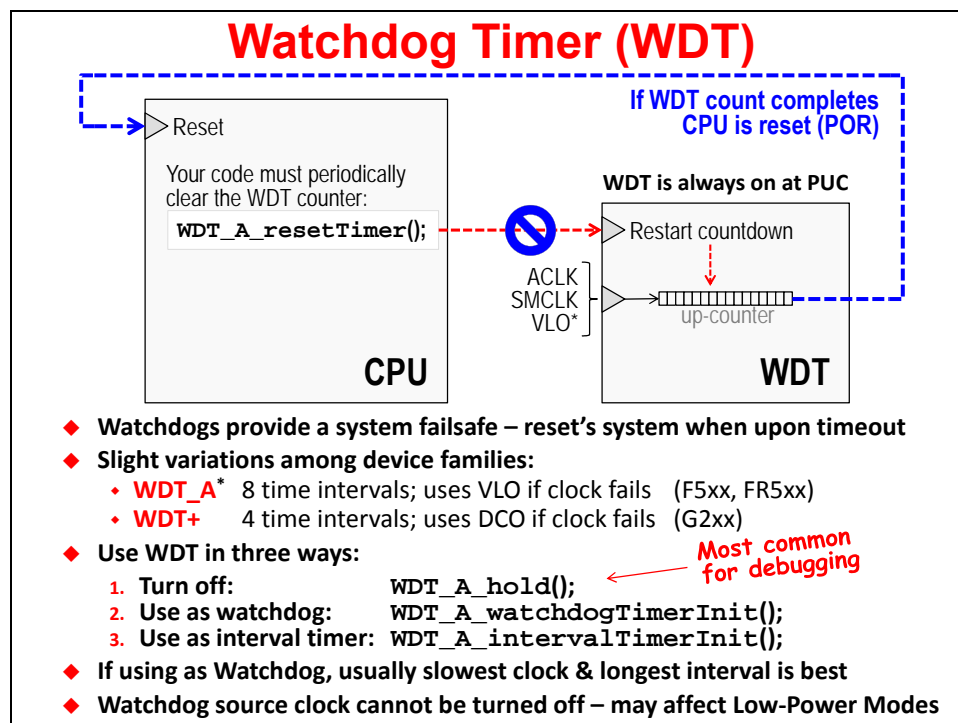 Watchdog Timer (WDT)
If WDT count completes
CPU is reset (POR)
Reset
Your code must periodically
clear the WDT counter:
WDT_A_resetTimer();
WDT is always on at PUC
Restart countdown
ACLK
SMCLK
VLO*
up-counter
CPU
WDT
Watchdogs provide a system failsafe – reset's system when upon timeout
Slight variations among device families:
WDT_A* 8 time intervals; uses VLO if clock fails (F5xx, FR5xx)
WDT+ 4 time intervals; uses DCO if clock fails (G2xx)
Use WDT in three ways:
Most common
for debugging
1. Turn off: WDT_A_hold();
2. Use as watchdog: WDT_A_watchdogTimerInit();
3. Use as interval timer: WDT_A_intervalTimerInit();
If using as Watchdog, usually slowest clock & longest interval is best
Watchdog source clock cannot be turned off – may affect Low-Power Modes